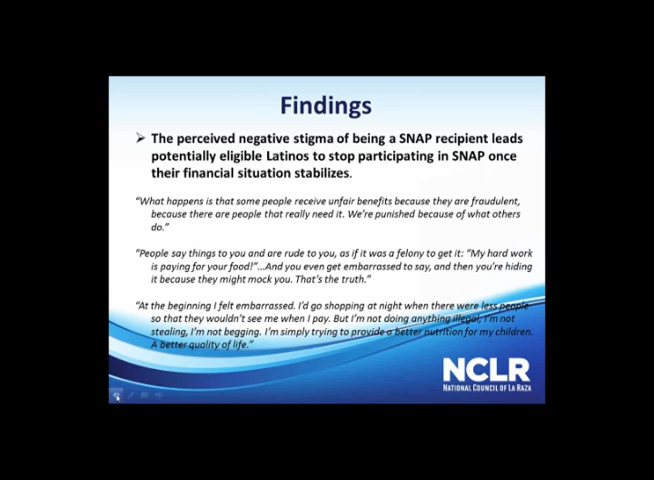 Findings
The perceived negative stigma of being a SNAP recipient leads
potentially eligible Latinos to stop participating in SNAP once
their financial situation stabilizes.
“What happens is that some people receive unfair benefits because they are fraudulent,
because there are people that really need it. We're punished because of what others
do.”
“People say things to you and are rude to you, as if it was a felony to get it: “My hard work
is paying for your food!”...And you even get embarrassed to say, and then you're hiding
it because they might mock you. That's the truth.”
“At the beginning I felt embarrassed. I'd go shopping at night when there were less people
so that they wouldn't see me when I pay. But I'm not doing anything illegal, I'm not
stealing, I'm not begging. I'm simply trying to provide a better nutrition for my children.
A better quality of life.”
NCLR
NATIONAL COUNCIL OF LA RAZA